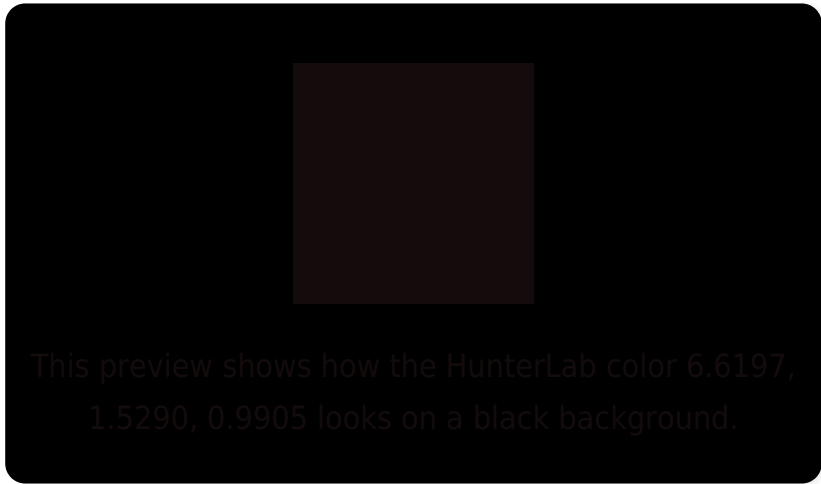 This preview shows how the HunterLab color 6.6197,
1.5290, 0.9905 looks on a black background.